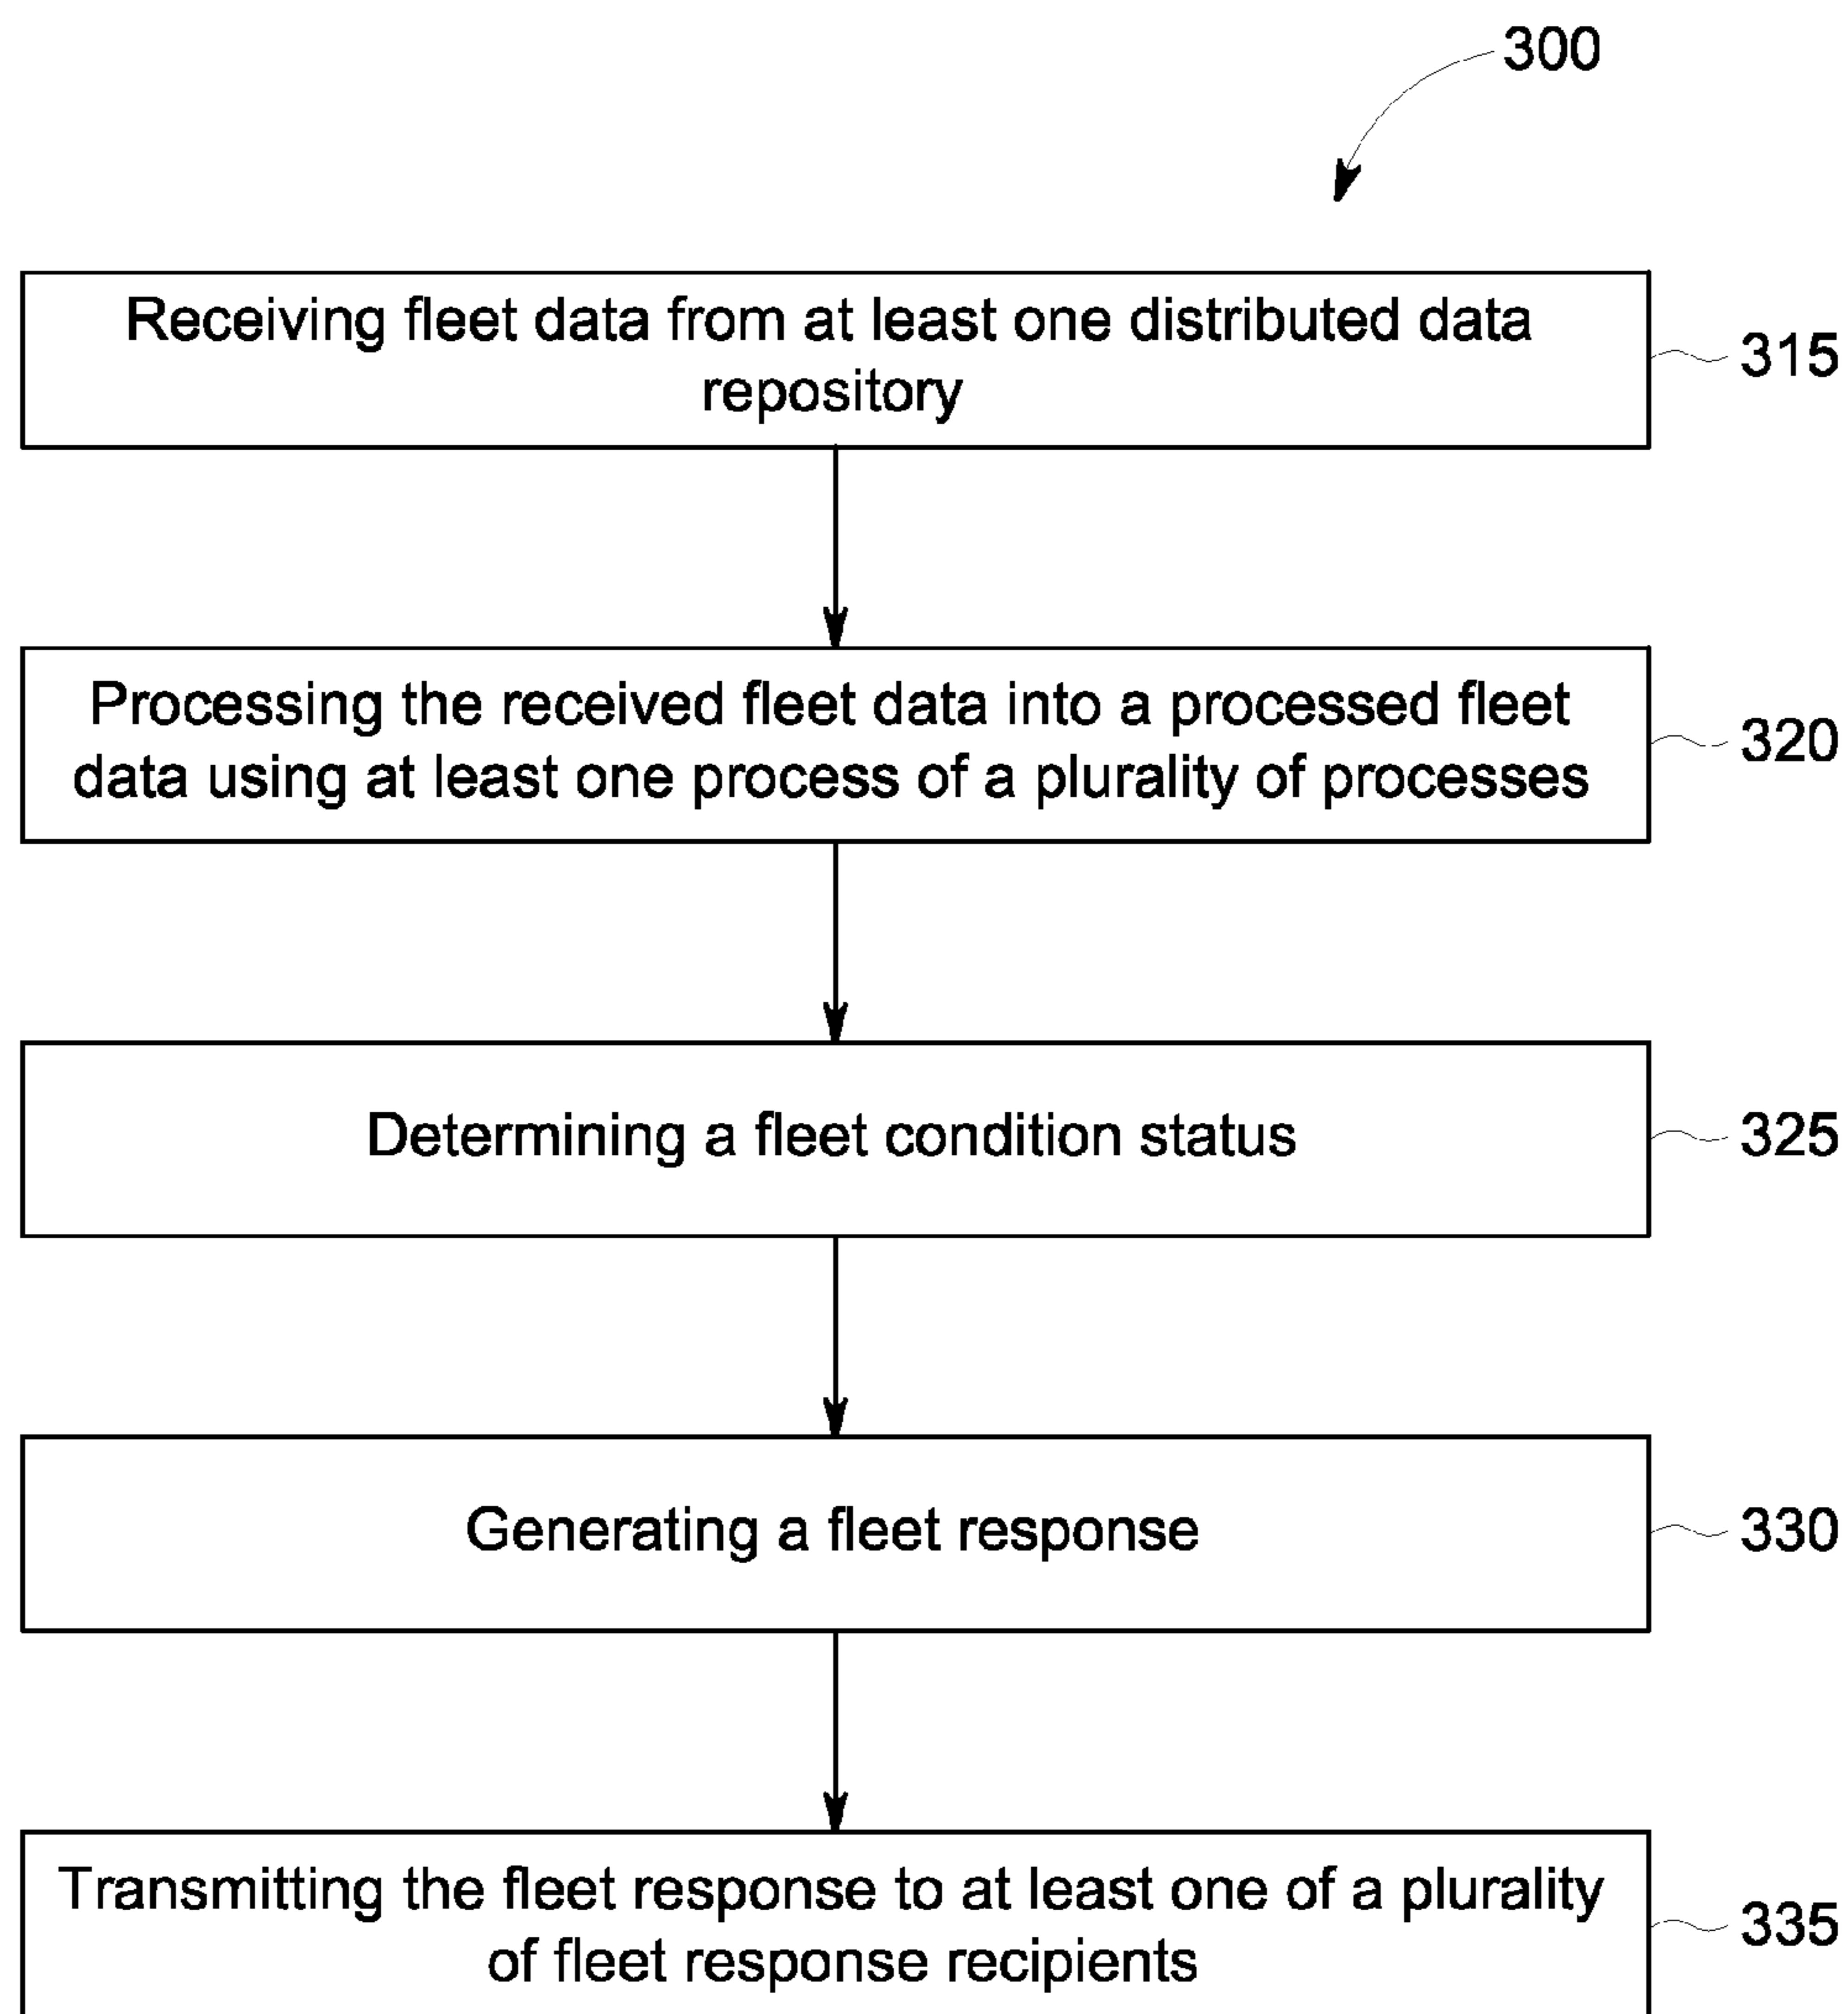 300
Receiving fleet data from at least one distributed data
repository
315
Processing the received fleet data into a processed fleet
data using at least one process of a plurality of processes
320
Determining a fleet condition status
325
Generating a fleet response
330
Transmitting the fleet response to at least one of a plurality
of fleet response recipients
335